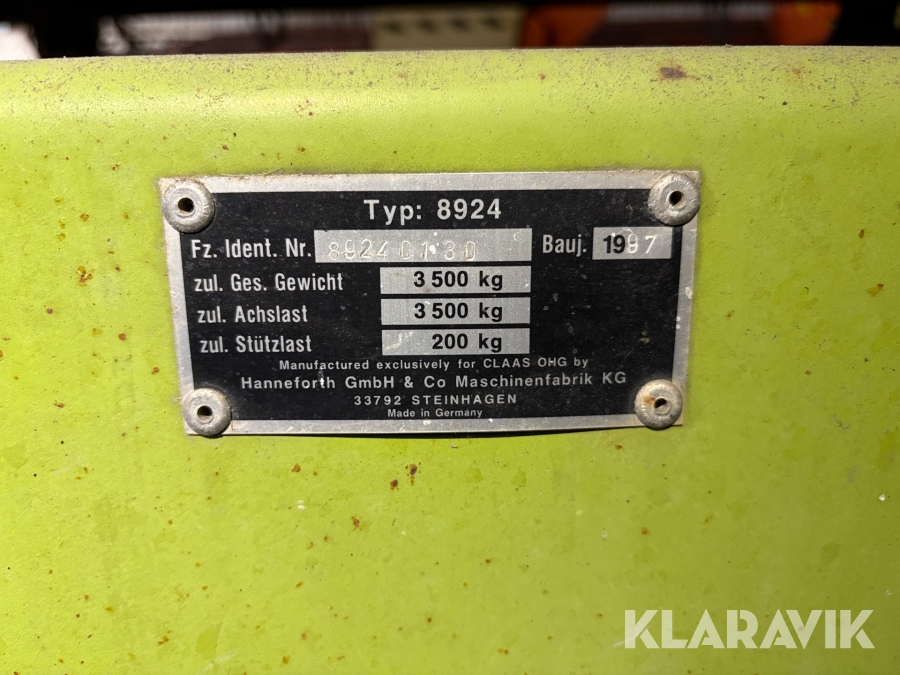 Typ: 8924
Fz. Ident. Nr. 89240130 Bauj. 1997
zul. Ges. Gewicht 3 500 kg
zul. Achslast 3 500 kg
zul. Stützlast 200 kg
Manufactured exclusively for CLAAS OHG by
Hanneforth GmbH & Co Maschinenfabrik KG
33792 STEINHAGEN
Made in Germany
KLARAVIK